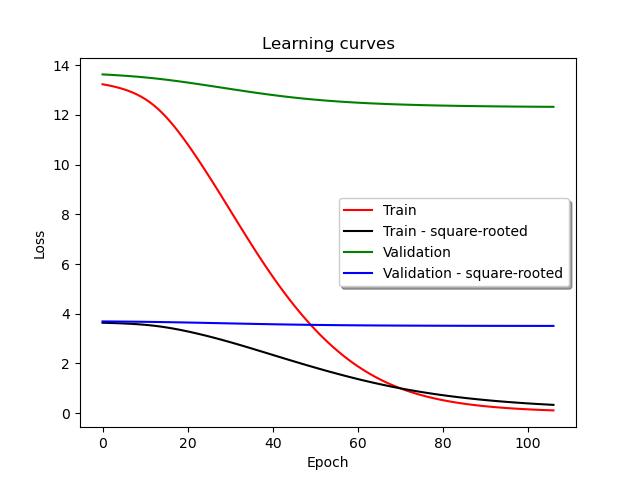 Learning curves
14
12
10
8
6
4
2
0
Loss
Train
Train - square-rooted
Validation
Validation - square-rooted
0 20 40 60 80 100
Epoch